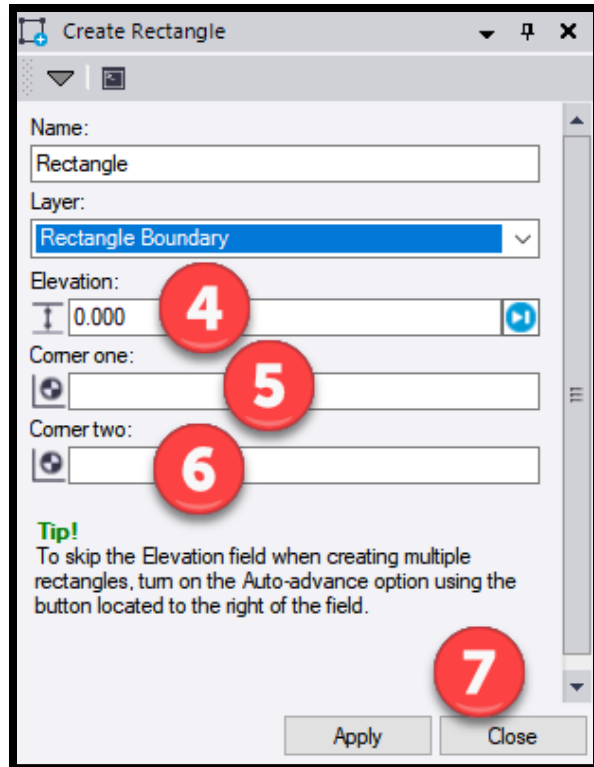 Create Rectangle
Name:
Rectangle
Layer:
Rectangle Boundary
Elevation:
0.000
4
Corner one:
5
Corner two:
6
Tip!
To skip the Elevation field when creating multiple
rectangles, turn on the Auto-advance option using the
button located to the right of the field.
7
Apply
Close